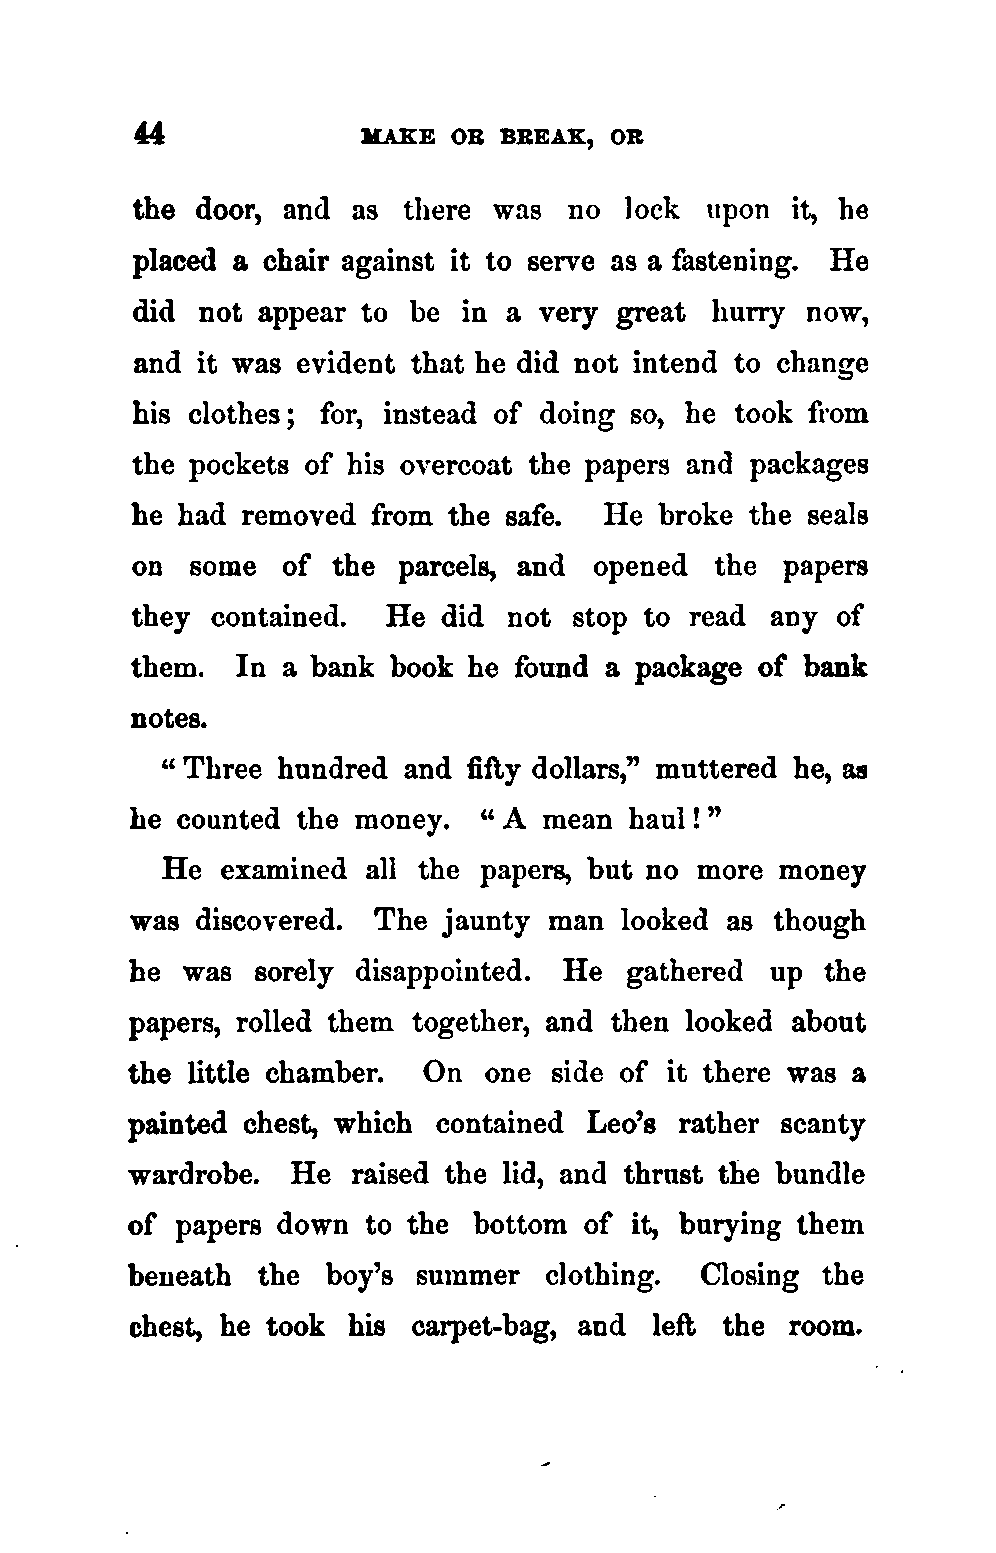 44 MAKE OR BREAK, OR
the door, and as there was no lock upon it, he
placed a chair against it to serve as a fastening. He
did not appear to be in a very great hurry now,
and it was evident that he did not intend to change
his clothes; for, instead of doing so, he took from
the pockets of his overcoat the papers and packages
he had removed from the safe. He broke the seals
on some of the parcels, and opened the papers
they contained. He did not stop to read any of
them. In a bank book he found a package of bank
notes.
“Three hundred and fifty dollars,” muttered he, as
he counted the money. “A mean haul!”
He examined all the papers, but no more money
was discovered. The jaunty man looked as though
he was sorely disappointed. He gathered up the
papers, rolled them together, and then looked about
the little chamber. On one side of it there was a
painted chest, which contained Leo’s rather scanty
wardrobe. He raised the lid, and thrust the bundle
of papers down to the bottom of it, burying them
beneath the boy’s summer clothing. Closing the
chest, he took his carpet-bag, and left the room.